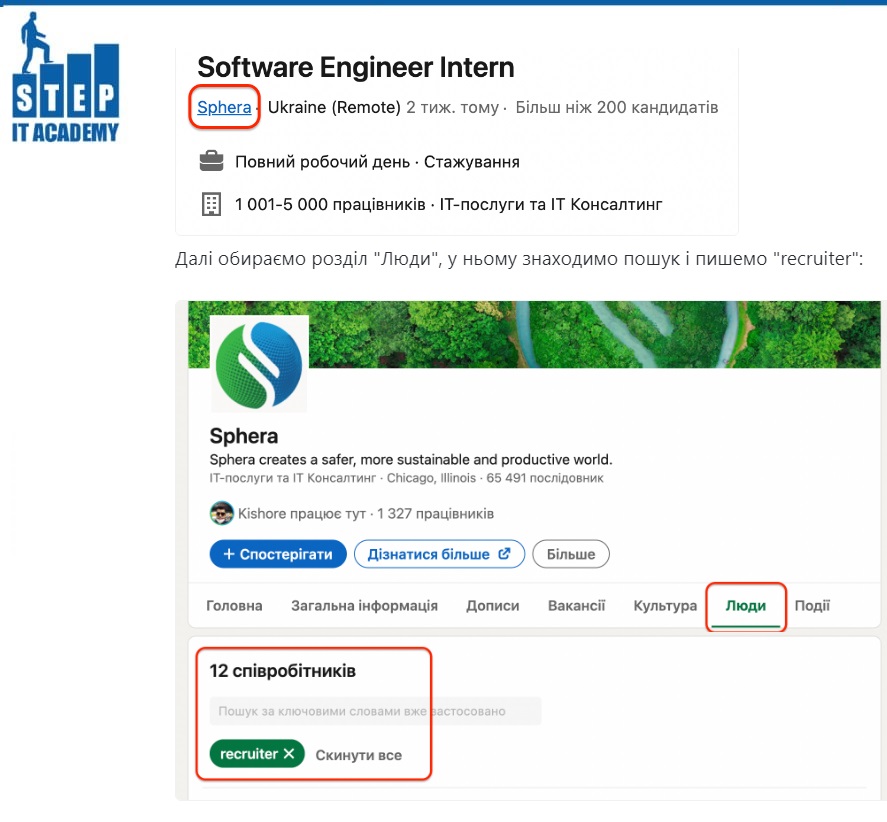 STEP
IT ACADEMY
Software Engineer Intern
Sphera · Ukraine (Remote) 2 тиж. тому · Більш ніж 200 кандидатів
Повний робочий день · Стажування
1 001-5 000 працівників · ІТ-послуги та ІТ Консалтинг
Далі обираємо розділ "Люди", у ньому знаходимо пошук і пишемо "recruiter":
Sphera
Sphera creates a safer, more sustainable and productive world.
ІТ-послуги та ІТ Консалтинг · Chicago, Illinois · 65 491 послідовник
Kishore працює тут · 1 327 працівників
+ Спостерігати Дізнатися більше Більше
Головна Загальна інформація Дописи Вакансії Культура Люди Події
12 співробітників
Пошук за ключовими словами вже застосовано
recruiter × Скинути все